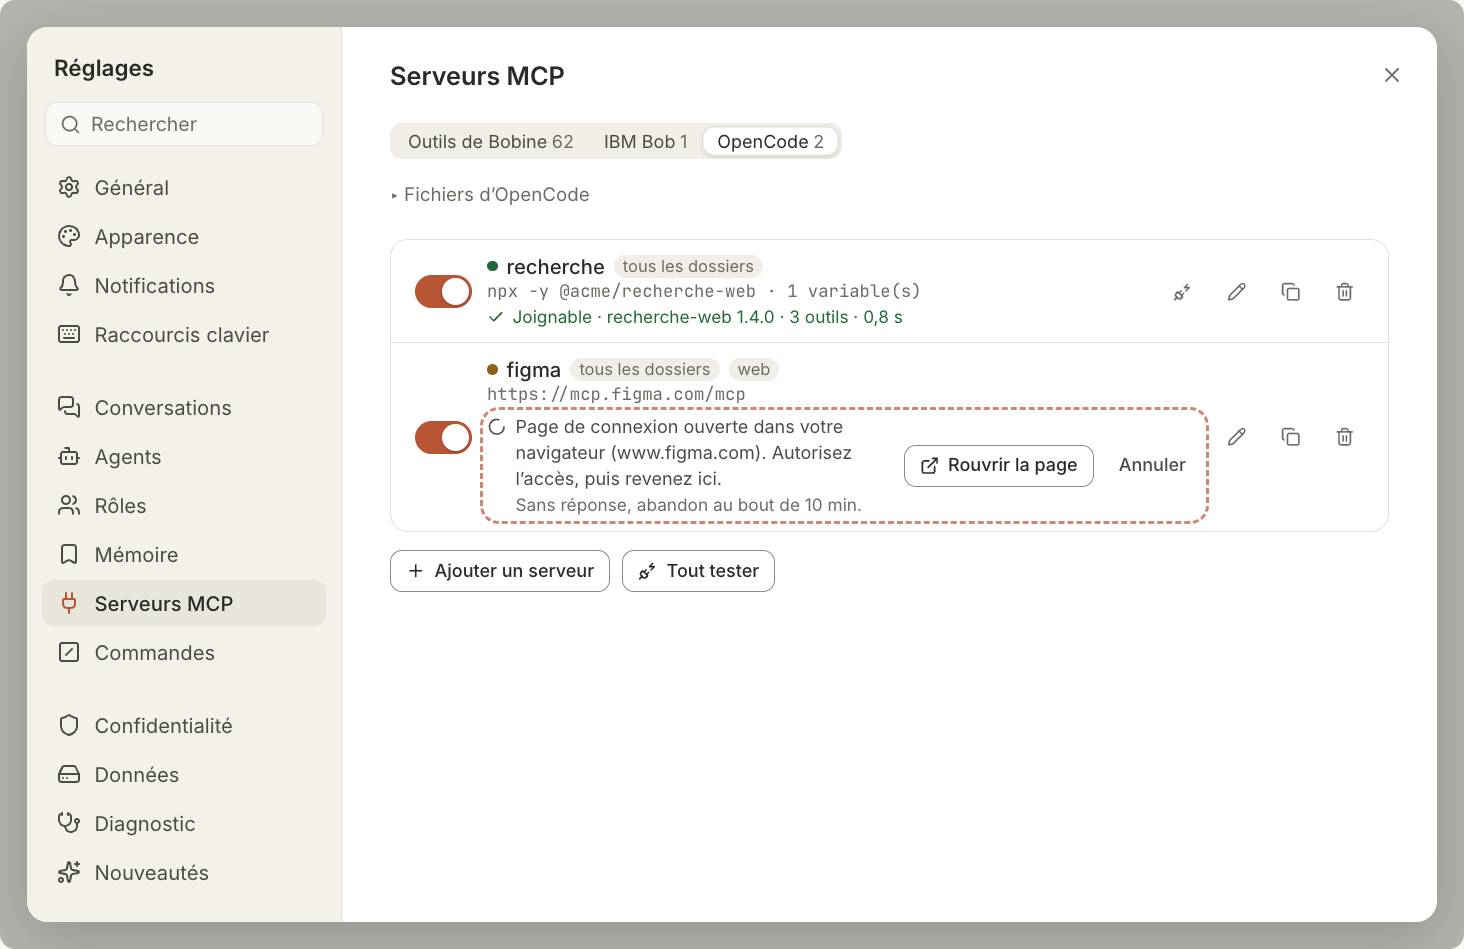 Réglages
Rechercher
Général
Apparence
Notifications
Raccourcis clavier
Conversations
Agents
Rôles
Mémoire
Serveurs MCP
Commandes
Confidentialité
Données
Diagnostic
Nouveautés
Serveurs MCP
Outils de Bobine 62 IBM Bob 1 OpenCode 2
Fichiers d’OpenCode
recherche tous les dossiers
npx -y @acme/recherche-web · 1 variable(s)
Joignable · recherche-web 1.4.0 · 3 outils · 0,8 s
figma tous les dossiers web
https://mcp.figma.com/mcp
Page de connexion ouverte dans votre
navigateur (www.figma.com). Autorisez
l’accès, puis revenez ici.
Sans réponse, abandon au bout de 10 min.
Rouvrir la page Annuler
Ajouter un serveur Tout tester